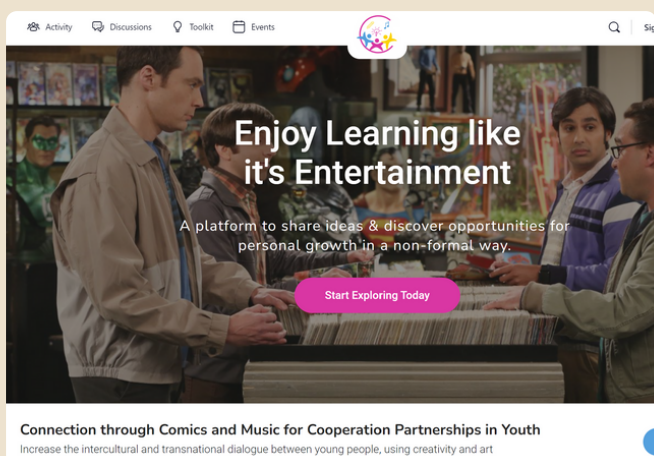 Activity Discussions Toolkit Events
Enjoy Learning like
it's Entertainment
A platform to share ideas & discover opportunities for
personal growth in a non-formal way.
Start Exploring Today
Connection through Comics and Music for Cooperation Partnerships in Youth
Increase the intercultural and transnational dialogue between young people, using creativity and art